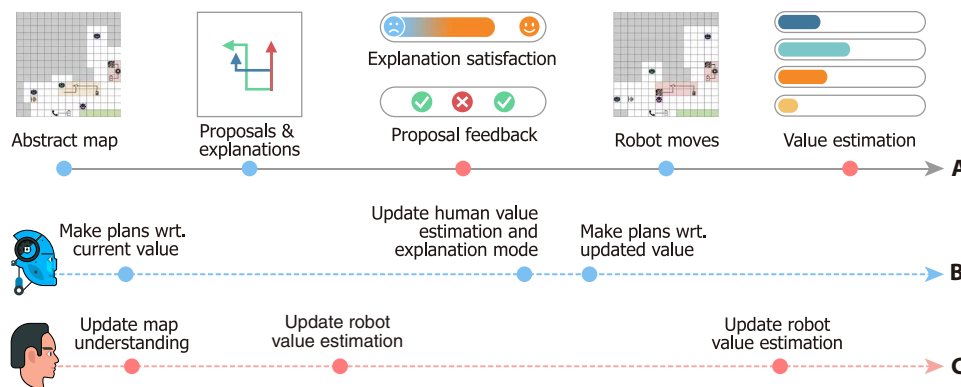 Explanation satisfaction
Abstract map
Proposals &
explanations
Proposal feedback
Robot moves
Value estimation
A
Make plans wrt.
current value
Update human value
estimation and
explanation mode
Make plans wrt.
updated value
B
Update map
understanding
Update robot
value estimation
Update robot
value estimation
C